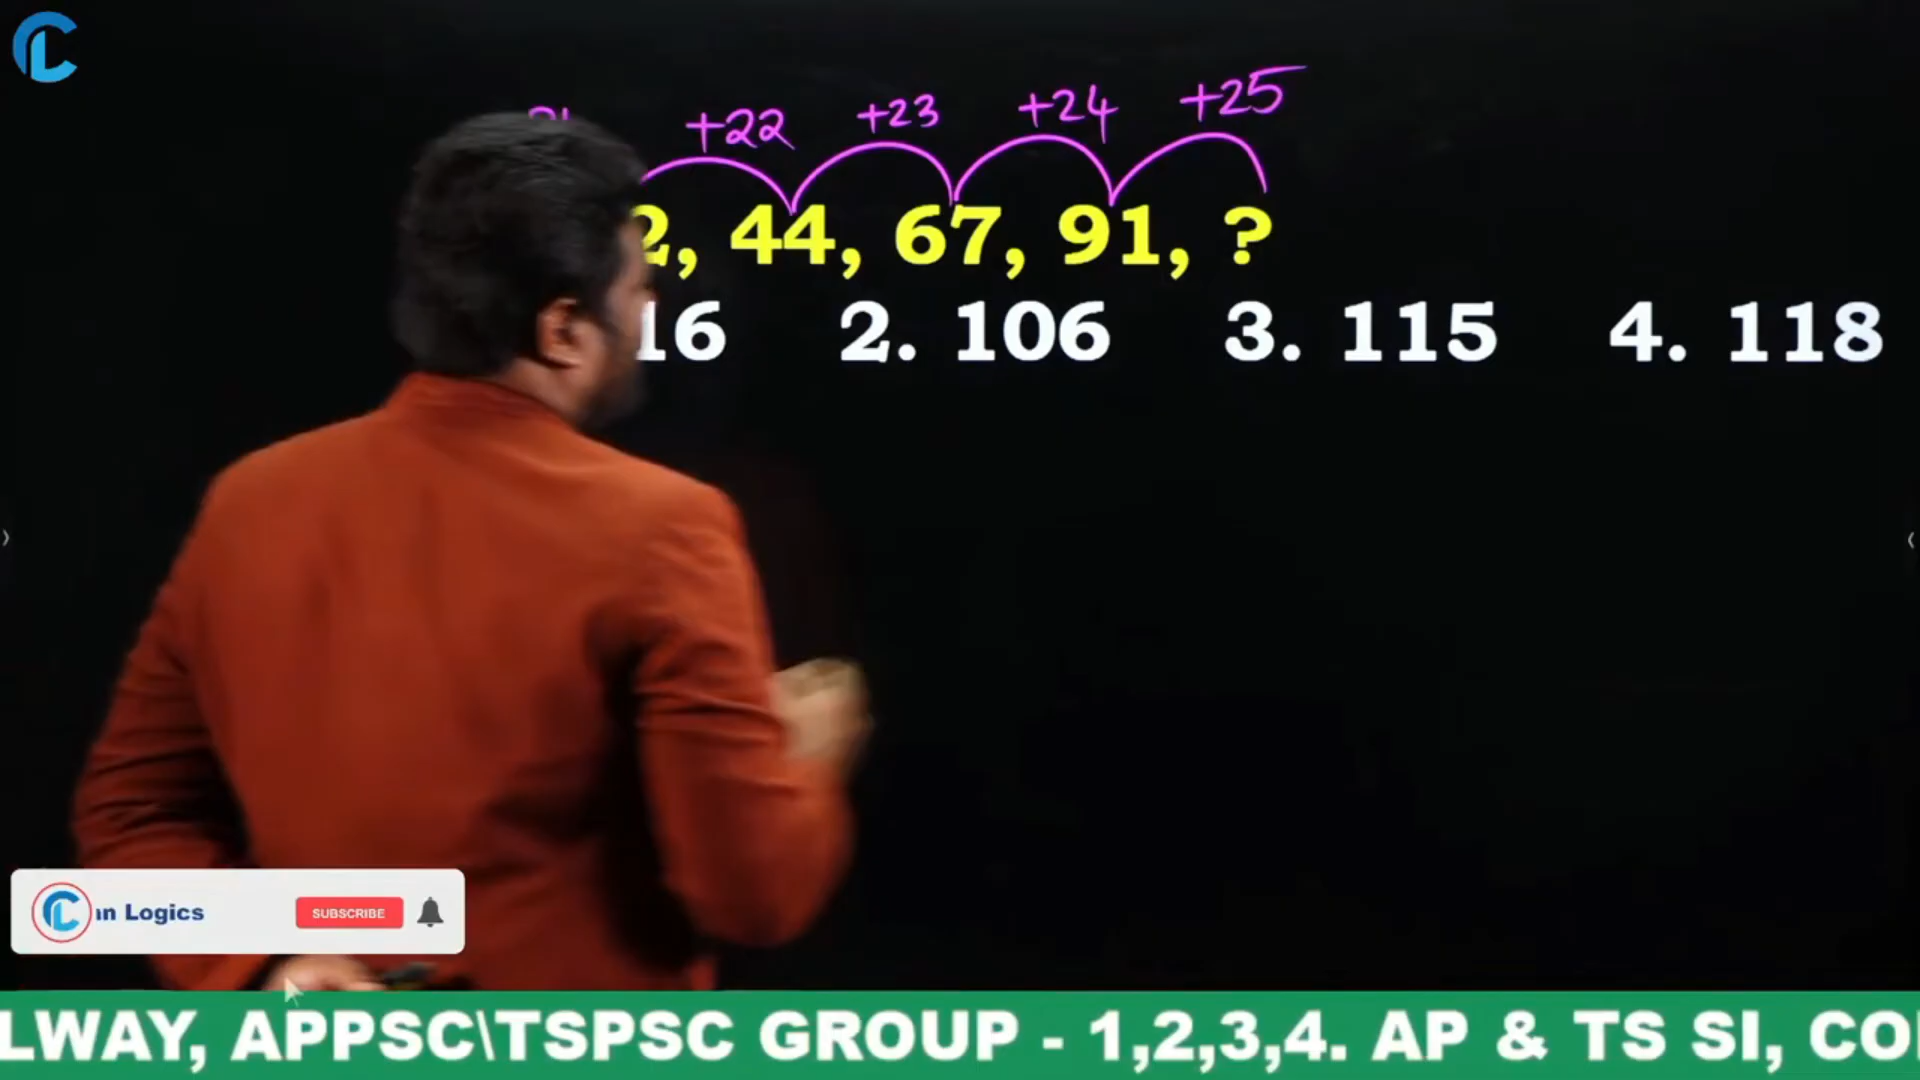 +22 +23 +24 +25
2, 44, 67, 91, ?
16 2. 106 3. 115 4. 118
an Logics SUBSCRIBE
LWAY, APPSC\TSPSC GROUP - 1,2,3,4. AP & TS SI, CO